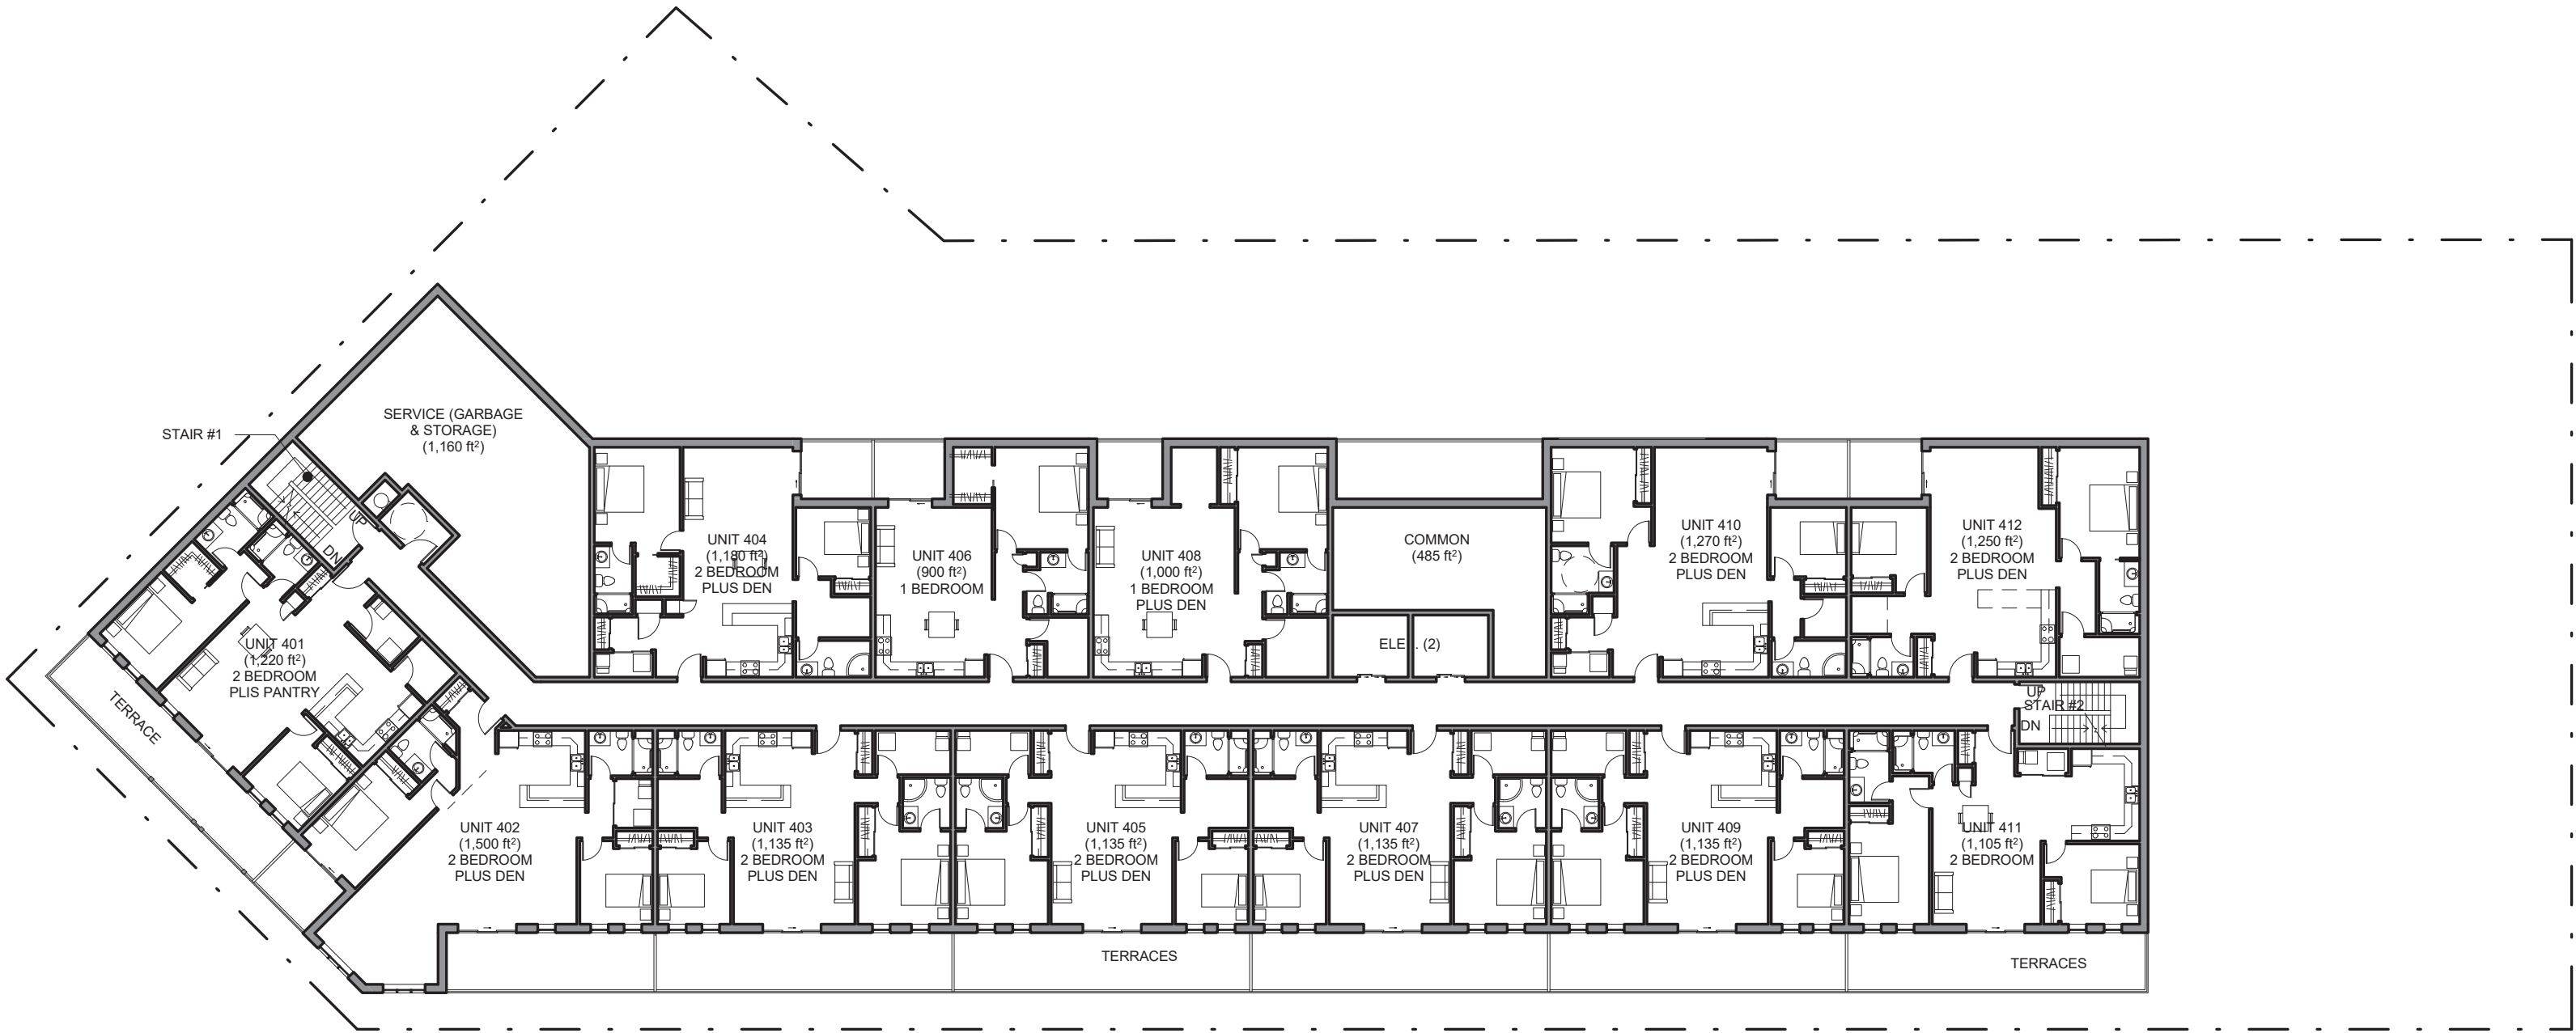 SERVICE (GARBAGE
& STORAGE)
(1,160 ft²)
STAIR #1
UP
DN
UNIT 401
(1,220 ft²)
2 BEDROOM
PLIS PANTRY
TERRACE
UNIT 404
(1,180 ft²)
2 BEDROOM
PLUS DEN
UNIT 406
(900 ft²)
1 BEDROOM
UNIT 408
(1,000 ft²)
1 BEDROOM
PLUS DEN
COMMON
(485 ft²)
ELE . (2)
UNIT 410
(1,270 ft²)
2 BEDROOM
PLUS DEN
UNIT 412
(1,250 ft²)
2 BEDROOM
PLUS DEN
UP
STAIR #2
DN
UNIT 402
(1,500 ft²)
2 BEDROOM
PLUS DEN
UNIT 403
(1,135 ft²)
2 BEDROOM
PLUS DEN
UNIT 405
(1,135 ft²)
2 BEDROOM
PLUS DEN
UNIT 407
(1,135 ft²)
2 BEDROOM
PLUS DEN
UNIT 409
(1,135 ft²)
2 BEDROOM
PLUS DEN
UNIT 411
(1,105 ft²)
2 BEDROOM
TERRACES
TERRACES